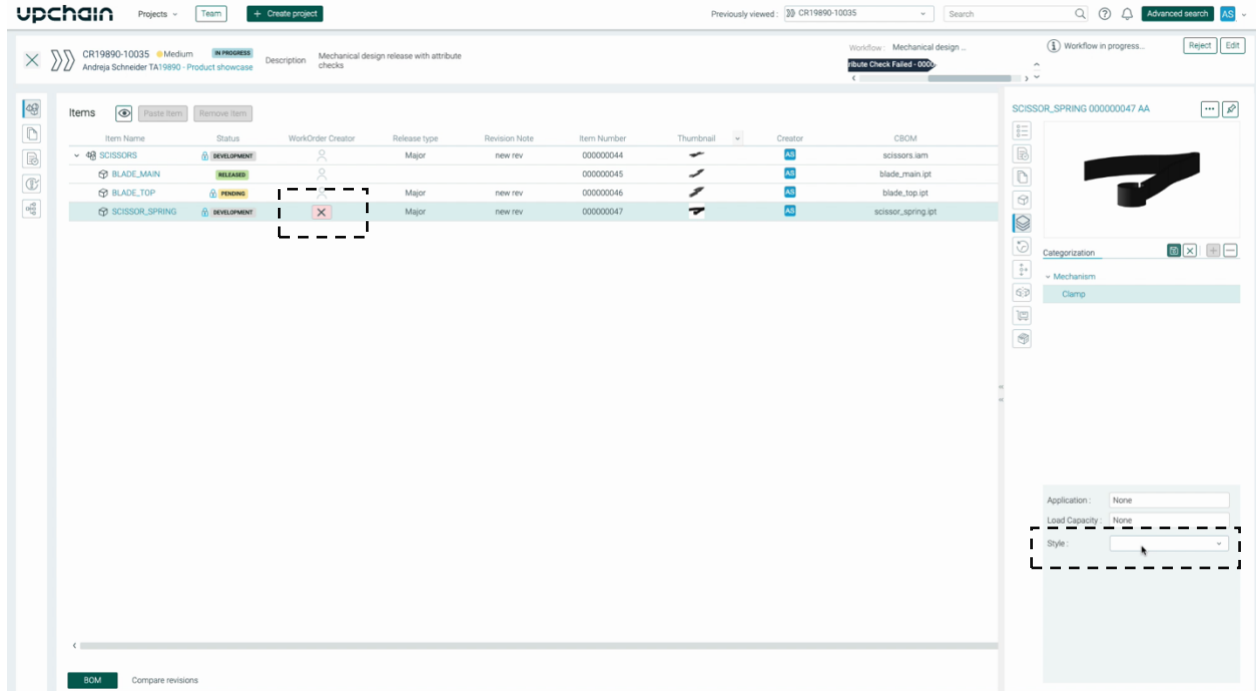 upchain Projects Team + Create project Previously viewed : CR19890-10035 Search Advanced search AS
CR19890-10035 Medium IN PROGRESS
Andreja Schneider TA19890 - Product showcase
Description Mechanical design release with attribute
checks
Workflow : Mechanical design ...
ribute Check Failed - 000
Workflow in progress... Reject Edit
Items Paste item Remove item
Item Name Status WorkOrder Creator Release type Revision Note Item Number Thumbnail Creator CBOM
SCISSORS DEVELOPMENT Major new rev 000000044 AS scissors.iam
BLADE_MAIN RELEASED 000000045 AS blade_main.ipt
BLADE_TOP PENDING Major new rev 000000046 AS blade_top.ipt
SCISSOR_SPRING DEVELOPMENT Major new rev 000000047 AS scissor_spring.ipt
SCISSOR_SPRING 000000047 AA
Categorization
Mechanism
Clamp
Application : None
Load Capacity : None
Style :
BOM Compare revisions